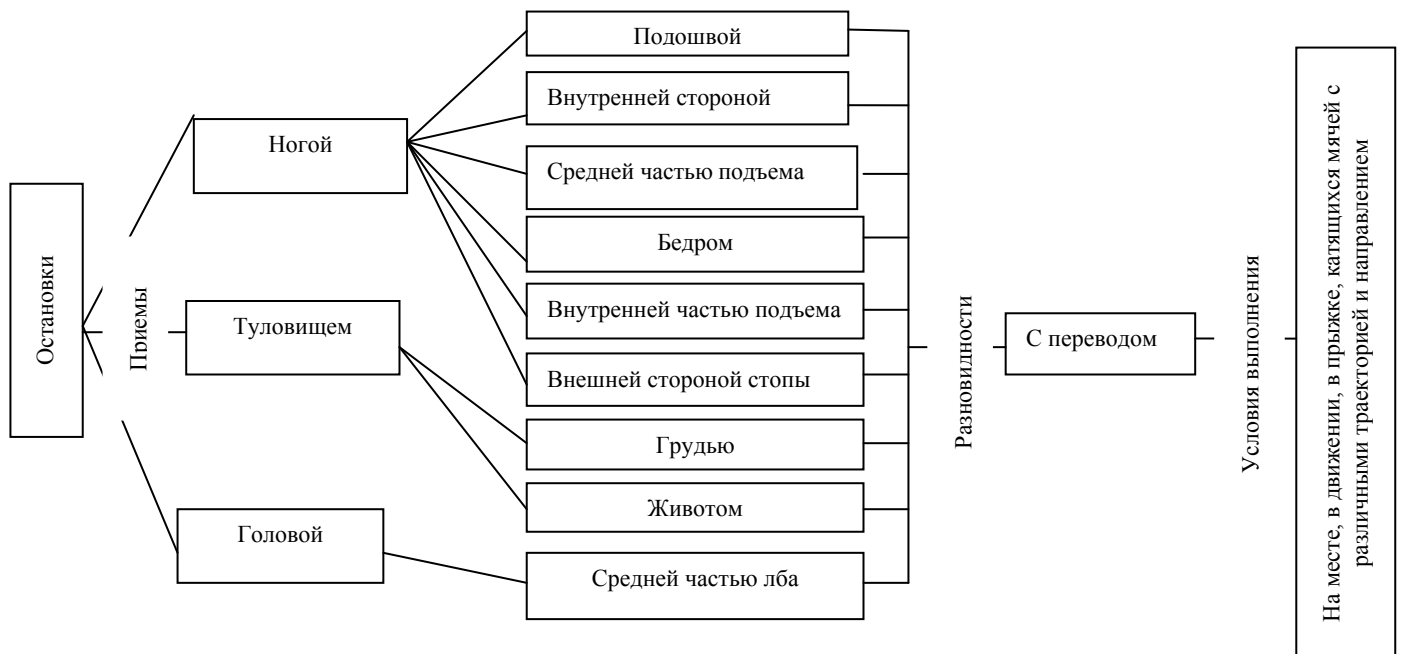 Остановки
Приемы
Ногой
Туловищем
Головой
Подошвой
Внутренней стороной
Средней частью подъема
Бедром
Внутренней частью подъема
Внешней стороной стопы
Грудью
Животом
Средней частью лба
Разновидности
С переводом
Условия выполнения
На месте, в движении, в прыжке, катящихся мячей с
различными траекторией и направлением